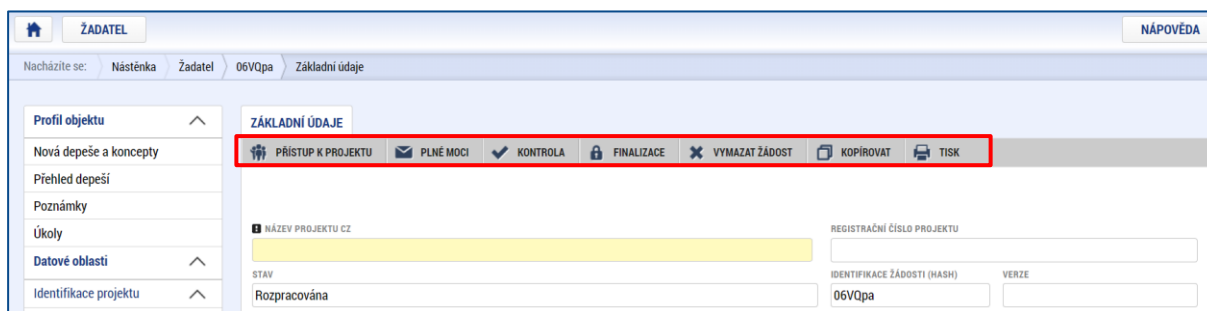 ŽADATEL NÁPOVĚDA
Nacházíte se: Nástěnka Žadatel 06VQpa Základní údaje
Profil objektu ZÁKLADNÍ ÚDAJE
Nová depeše a koncepty PŘÍSTUP K PROJEKTU PLNÉ MOCI KONTROLA FINALIZACE VYMAZAT ŽÁDOST KOPÍROVAT TISK
Přehled depeší
Poznámky
Úkoly NÁZEV PROJEKTU CZ REGISTRAČNÍ ČÍSLO PROJEKTU
Datové oblasti
STAV IDENTIFIKACE ŽÁDOSTI (HASH) VERZE
Identifikace projektu Rozpracována 06VQpa